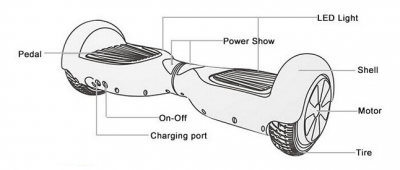 LED Light
Power Show
Pedal
Shell
Motor
On-Off
Charging port
Tire